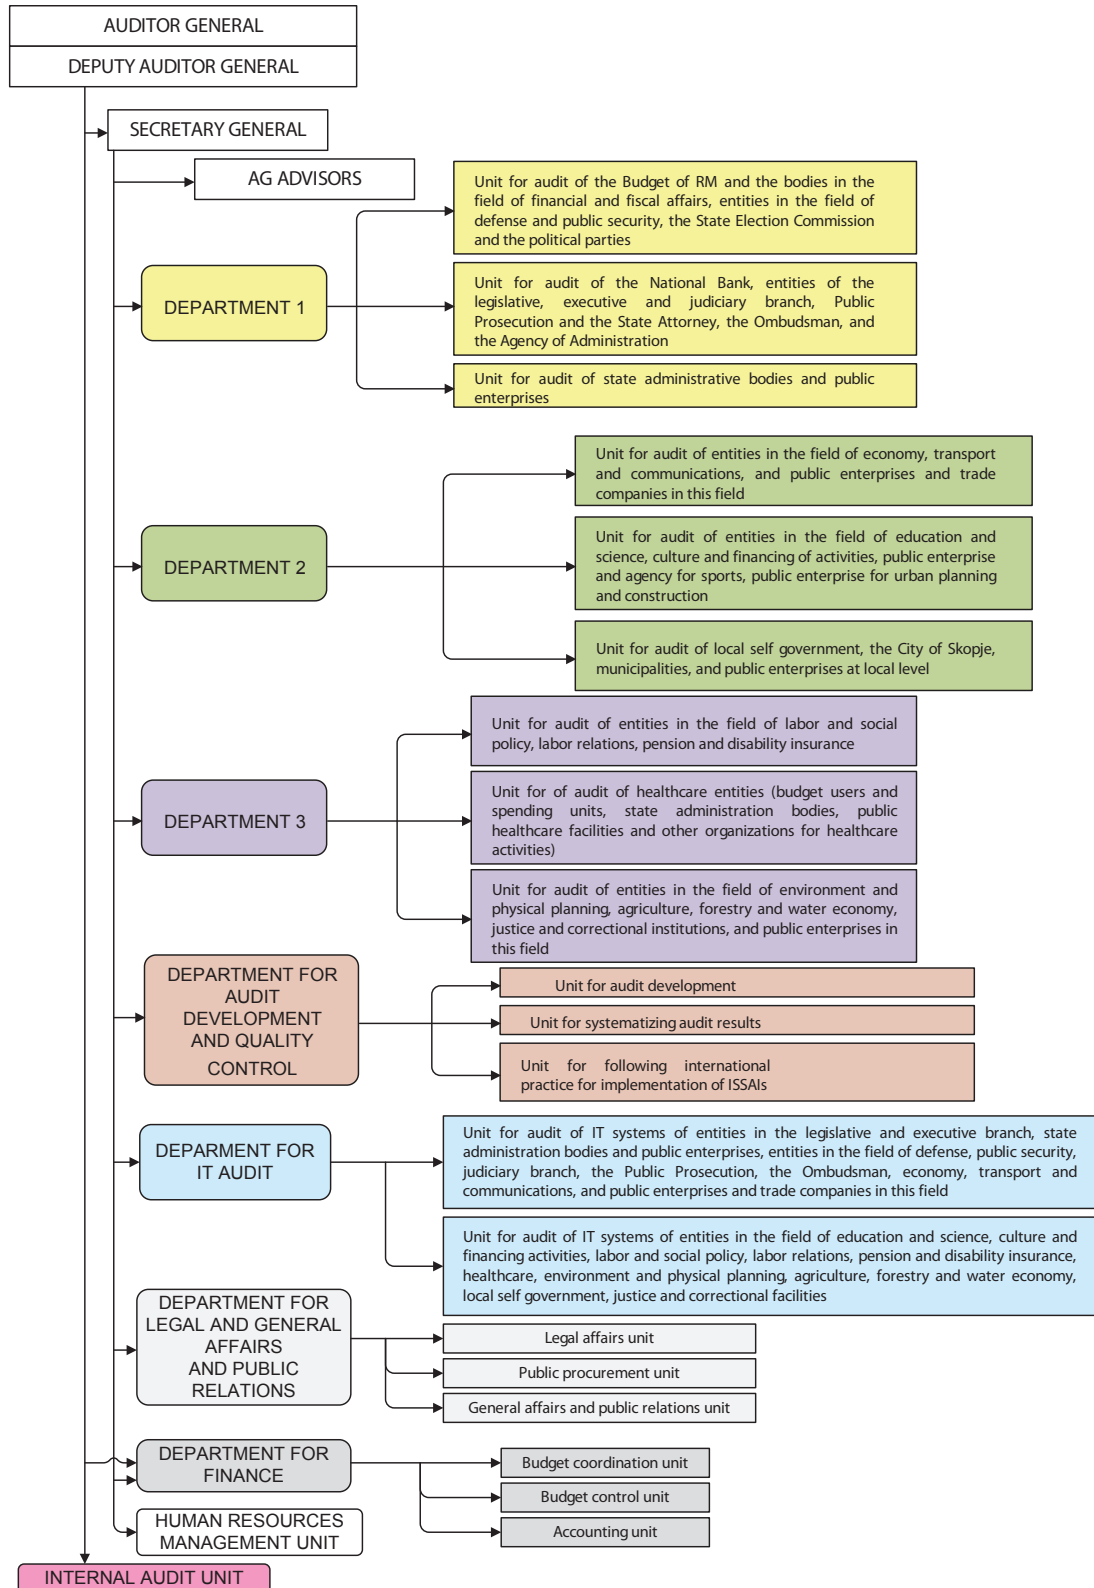 AUDITOR GENERAL
DEPUTY AUDITOR GENERAL
SECRETARY GENERAL
AG ADVISORS
Unit for audit of the Budget of RM and the bodies in the
field of financial and fiscal affairs, entities in the field of
defense and public security, the State Election Commission
and the political parties
DEPARTMENT 1
Unit for audit of the National Bank, entities of the
legislative, executive and judiciary branch, Public
Prosecution and the State Attorney, the Ombudsman, and
the Agency of Administration
Unit for audit of state administrative bodies and public
enterprises
Unit for audit of entities in the field of economy, transport
and communications, and public enterprises and trade
companies in this field
DEPARTMENT 2
Unit for audit of entities in the field of education and
science, culture and financing of activities, public enterprise
and agency for sports, public enterprise for urban planning
and construction
Unit for audit of local self government, the City of Skopje,
municipalities, and public enterprises at local level
Unit for audit of entities in the field of labor and social
policy, labor relations, pension and disability insurance
DEPARTMENT 3
Unit for of audit of healthcare entities (budget users and
spending units, state administration bodies, public
healthcare facilities and other organizations for healthcare
activities)
Unit for audit of entities in the field of environment and
physical planning, agriculture, forestry and water economy,
justice and correctional institutions, and public enterprises in
this field
DEPARTMENT FOR
AUDIT
DEVELOPMENT
AND QUALITY
CONTROL
Unit for audit development
Unit for systematizing audit results
Unit for following international
practice for implementation of ISSAIs
DEPARMENT FOR
IT AUDIT
Unit for audit of IT systems of entities in the legislative and executive branch, state
administration bodies and public enterprises, entities in the field of defense, public security,
judiciary branch, the Public Prosecution, the Ombudsman, economy, transport and
communications, and public enterprises and trade companies in this field
Unit for audit of IT systems of entities in the field of education and science, culture and
financing activities, labor and social policy, labor relations, pension and disability insurance,
healthcare, environment and physical planning, agriculture, forestry and water economy,
local self government, justice and correctional facilities
DEPARTMENT FOR
LEGAL AND GENERAL
AFFAIRS
AND PUBLIC
RELATIONS
Legal affairs unit
Public procurement unit
General affairs and public relations unit
DEPARTMENT FOR
FINANCE
Budget coordination unit
Budget control unit
Accounting unit
HUMAN RESOURCES
MANAGEMENT UNIT
INTERNAL AUDIT UNIT